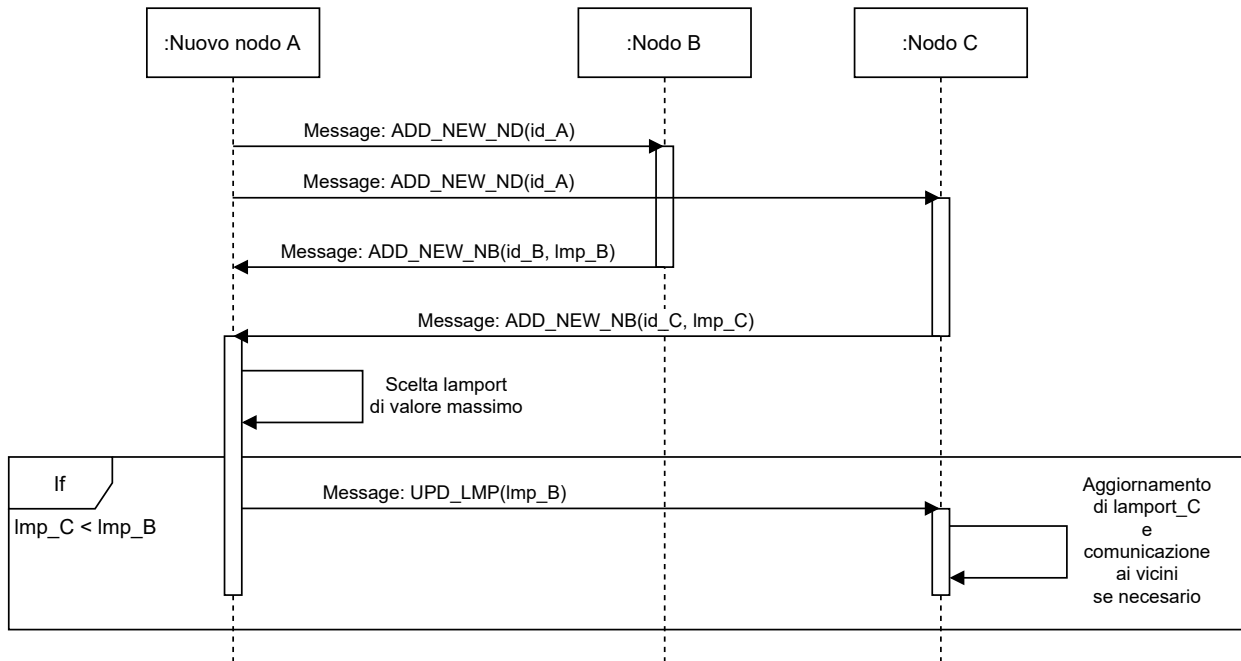 :Nuovo nodo A
:Nodo B
:Nodo C
Message: ADD_NEW_ND(id_A)
Message: ADD_NEW_ND(id_A)
Message: ADD_NEW_NB(id_B, lmp_B)
Message: ADD_NEW_NB(id_C, lmp_C)
Scelta lamport
di valore massimo
If
lmp_C < lmp_B
Message: UPD_LMP(lmp_B)
Aggiornamento
di lamport_C
e
comunicazione
ai vicini
se necesario